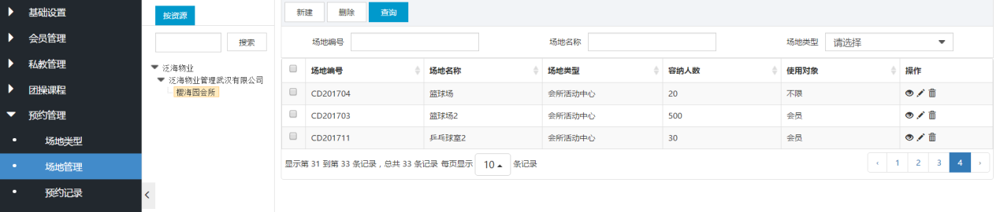 基础设置
会员管理
私教管理
团操课程
预约管理
场地类型
场地管理
预约记录
按资源
搜索
泛海物业
泛海物业管理武汉有限公司
樱海园会所
新建 删除 查询
场地编号 场地名称 场地类型 请选择
场地编号 场地名称 场地类型 容纳人数 使用对象 操作
CD201704 篮球场 会所活动中心 20 不限
CD201703 篮球场2 会所活动中心 500 会员
CD201711 乒乓球室2 会所活动中心 30 会员
显示第 31 到第 33 条记录，总共 33 条记录 每页显示 10 条记录 ‹ 1 2 3 4 ›